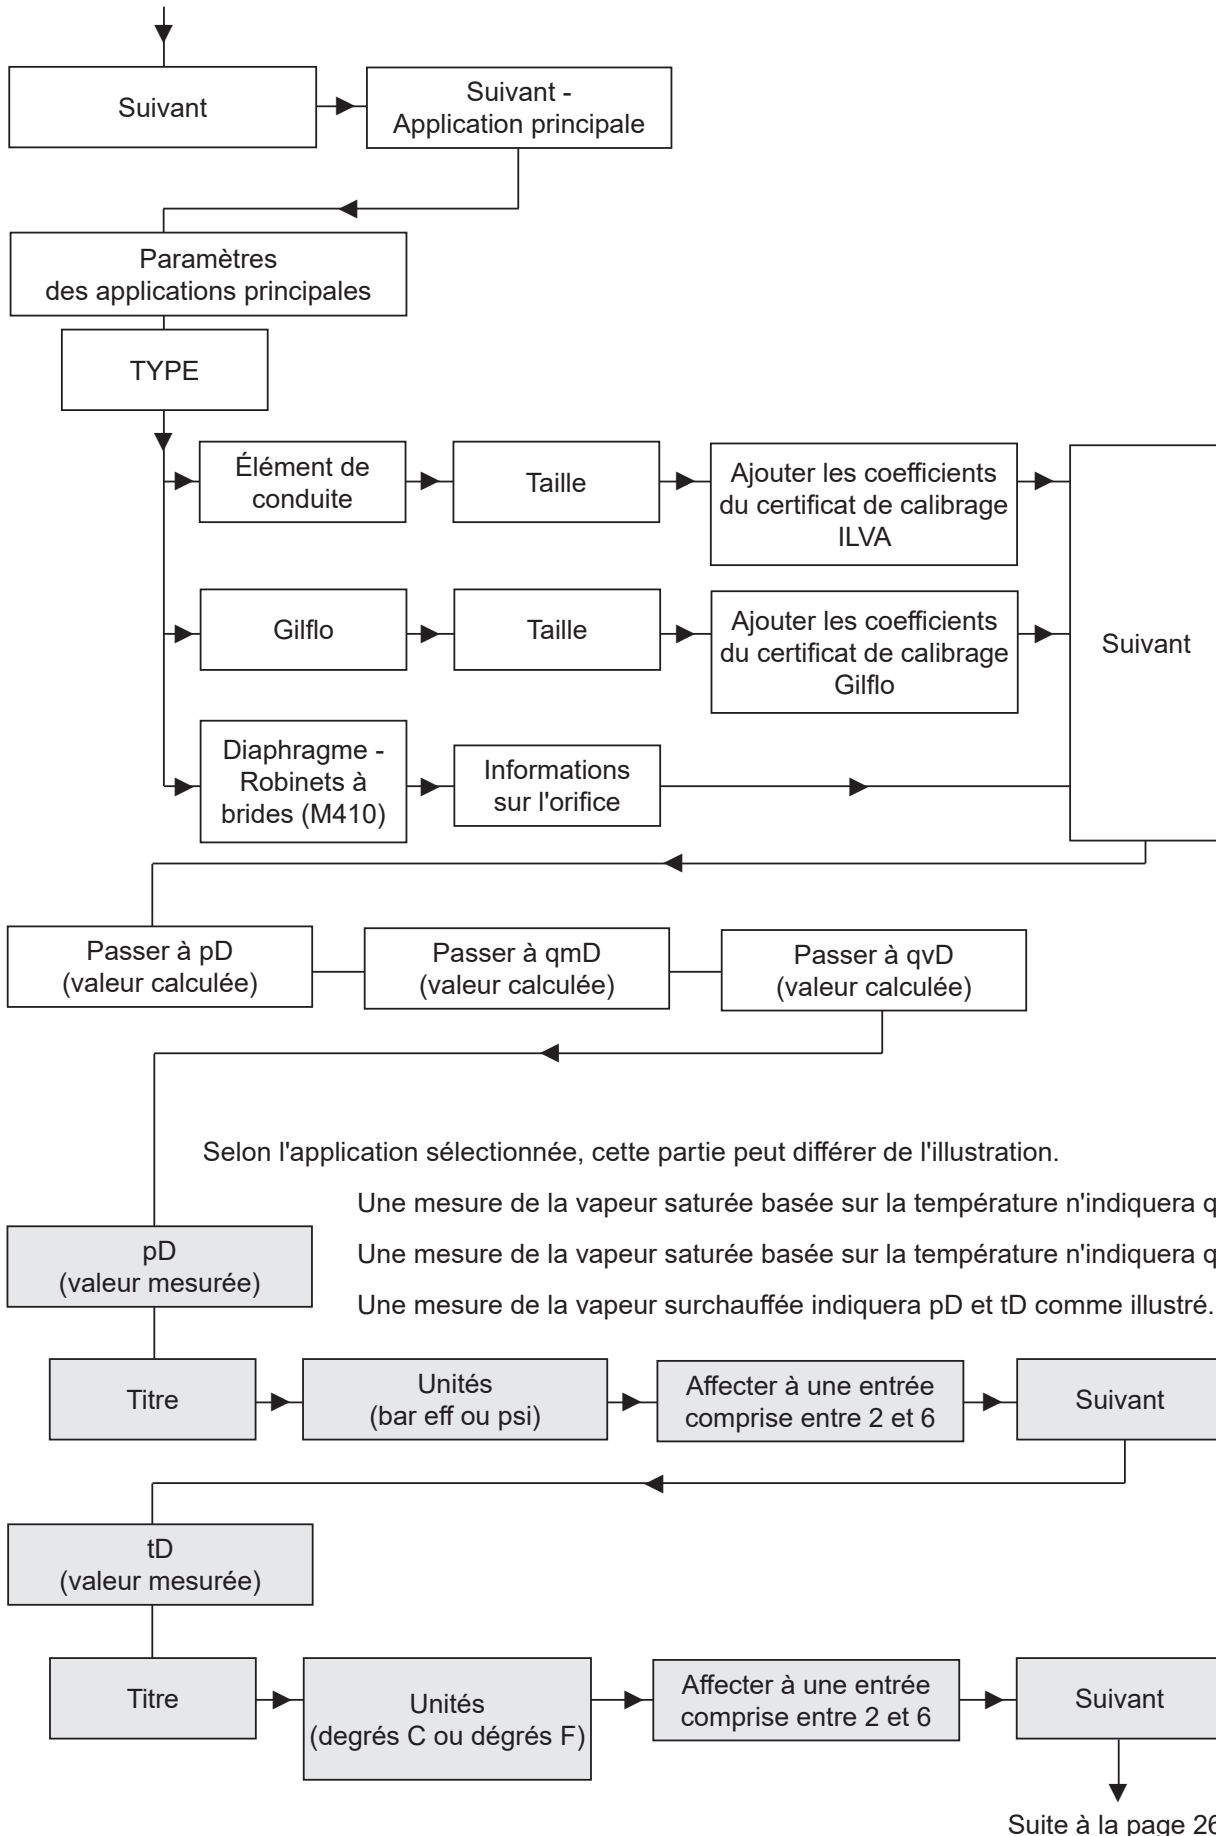 Suivant
Suivant -
Application principale
Paramètres
des applications principales
TYPE
Élément de
conduite
Taille
Ajouter les coefficients
du certificat de calibrage
ILVA
Gilflo
Taille
Ajouter les coefficients
du certificat de calibrage
Gilflo
Suivant
Diaphragme -
Robinets à
brides (M410)
Informations
sur l'orifice
Passer à pD
(valeur calculée)
Passer à qmD
(valeur calculée)
Passer à qvD
(valeur calculée)
Selon l'application sélectionnée, cette partie peut différer de l'illustration.
Une mesure de la vapeur saturée basée sur la température n'indiquera q
pD
(valeur mesurée)
Une mesure de la vapeur saturée basée sur la température n'indiquera q
Une mesure de la vapeur surchauffée indiquera pD et tD comme illustré.
Titre
Unités
(bar eff ou psi)
Affecter à une entrée
comprise entre 2 et 6
Suivant
tD
(valeur mesurée)
Titre
Unités
(degrés C ou dégrés F)
Affecter à une entrée
comprise entre 2 et 6
Suivant
Suite à la page 26